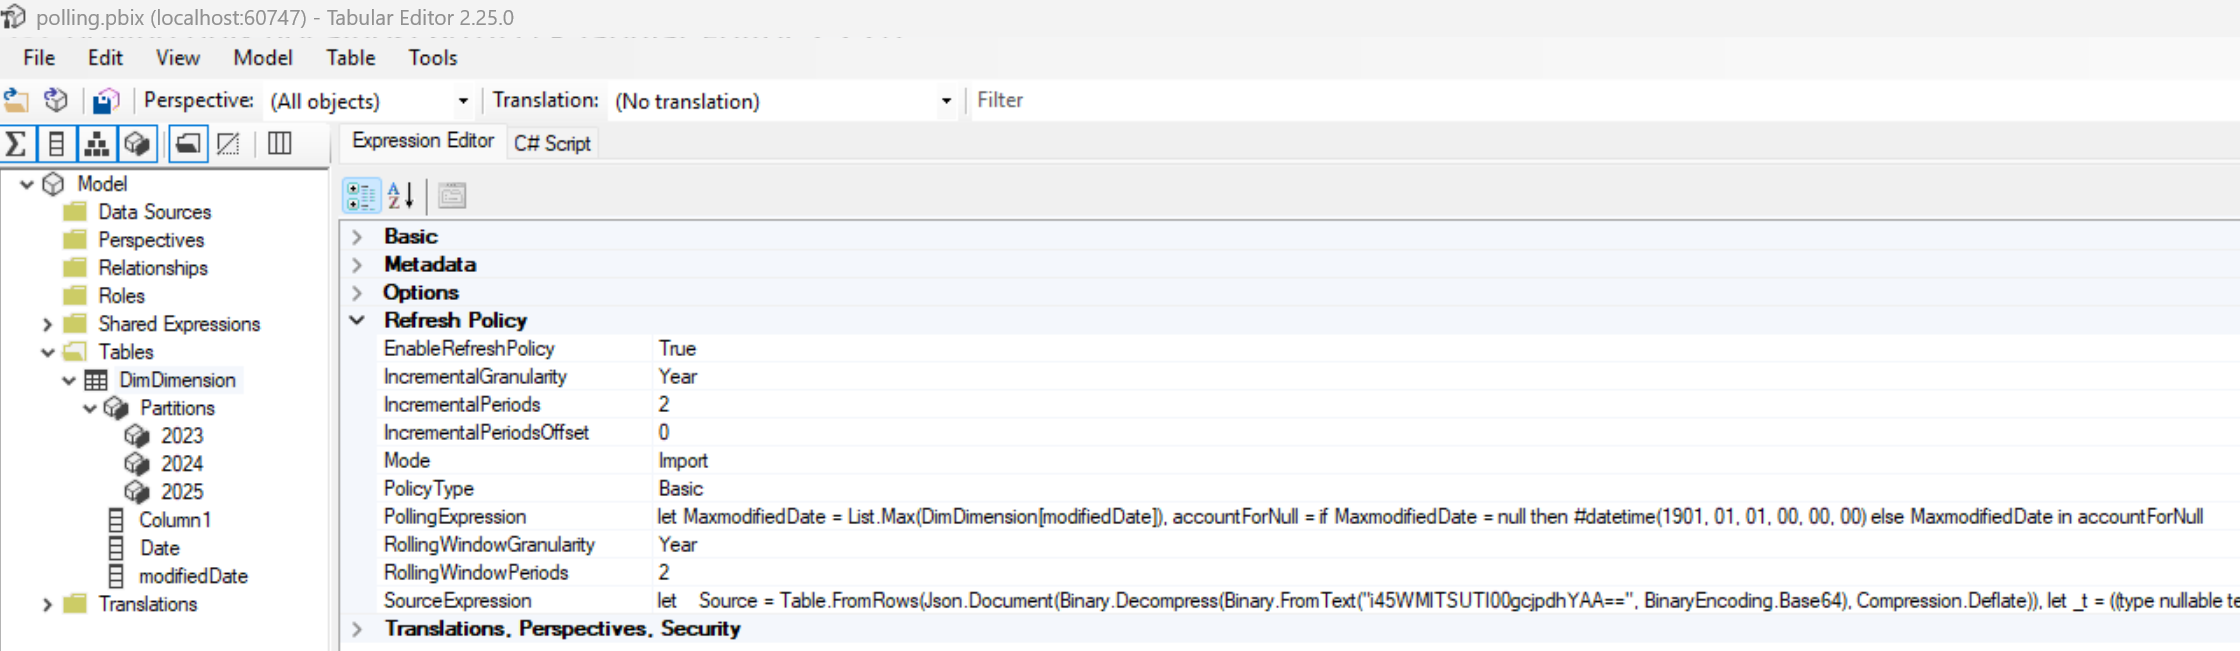 polling.pbix (localhost:60747) - Tabular Editor 2.25.0
File Edit View Model Table Tools
Perspective: (All objects) Translation: (No translation) Filter
Expression Editor C# Script
Model
Data Sources
Perspectives
Relationships
Roles
Shared Expressions
Tables
DimDimension
Partitions
2023
2024
2025
Column1
Date
modifiedDate
Translations
Basic
Metadata
Options
Refresh Policy
EnableRefreshPolicy True
IncrementalGranularity Year
IncrementalPeriods 2
IncrementalPeriodsOffset 0
Mode Import
PolicyType Basic
PollingExpression let MaxmodifiedDate = List.Max(DimDimension[modifiedDate]), accountForNull = if MaxmodifiedDate = null then #datetime(1901, 01, 01, 00, 00, 00) else MaxmodifiedDate in accountForNull
RollingWindowGranularity Year
RollingWindowPeriods 2
SourceExpression let Source = Table.FromRows(Json.Document(Binary.Decompress(Binary.FromText("i45WMlTSUTI00gcjpdhYAA==", BinaryEncoding.Base64), Compression.Deflate)), let _t = ((type nullable te
Translations, Perspectives, Security